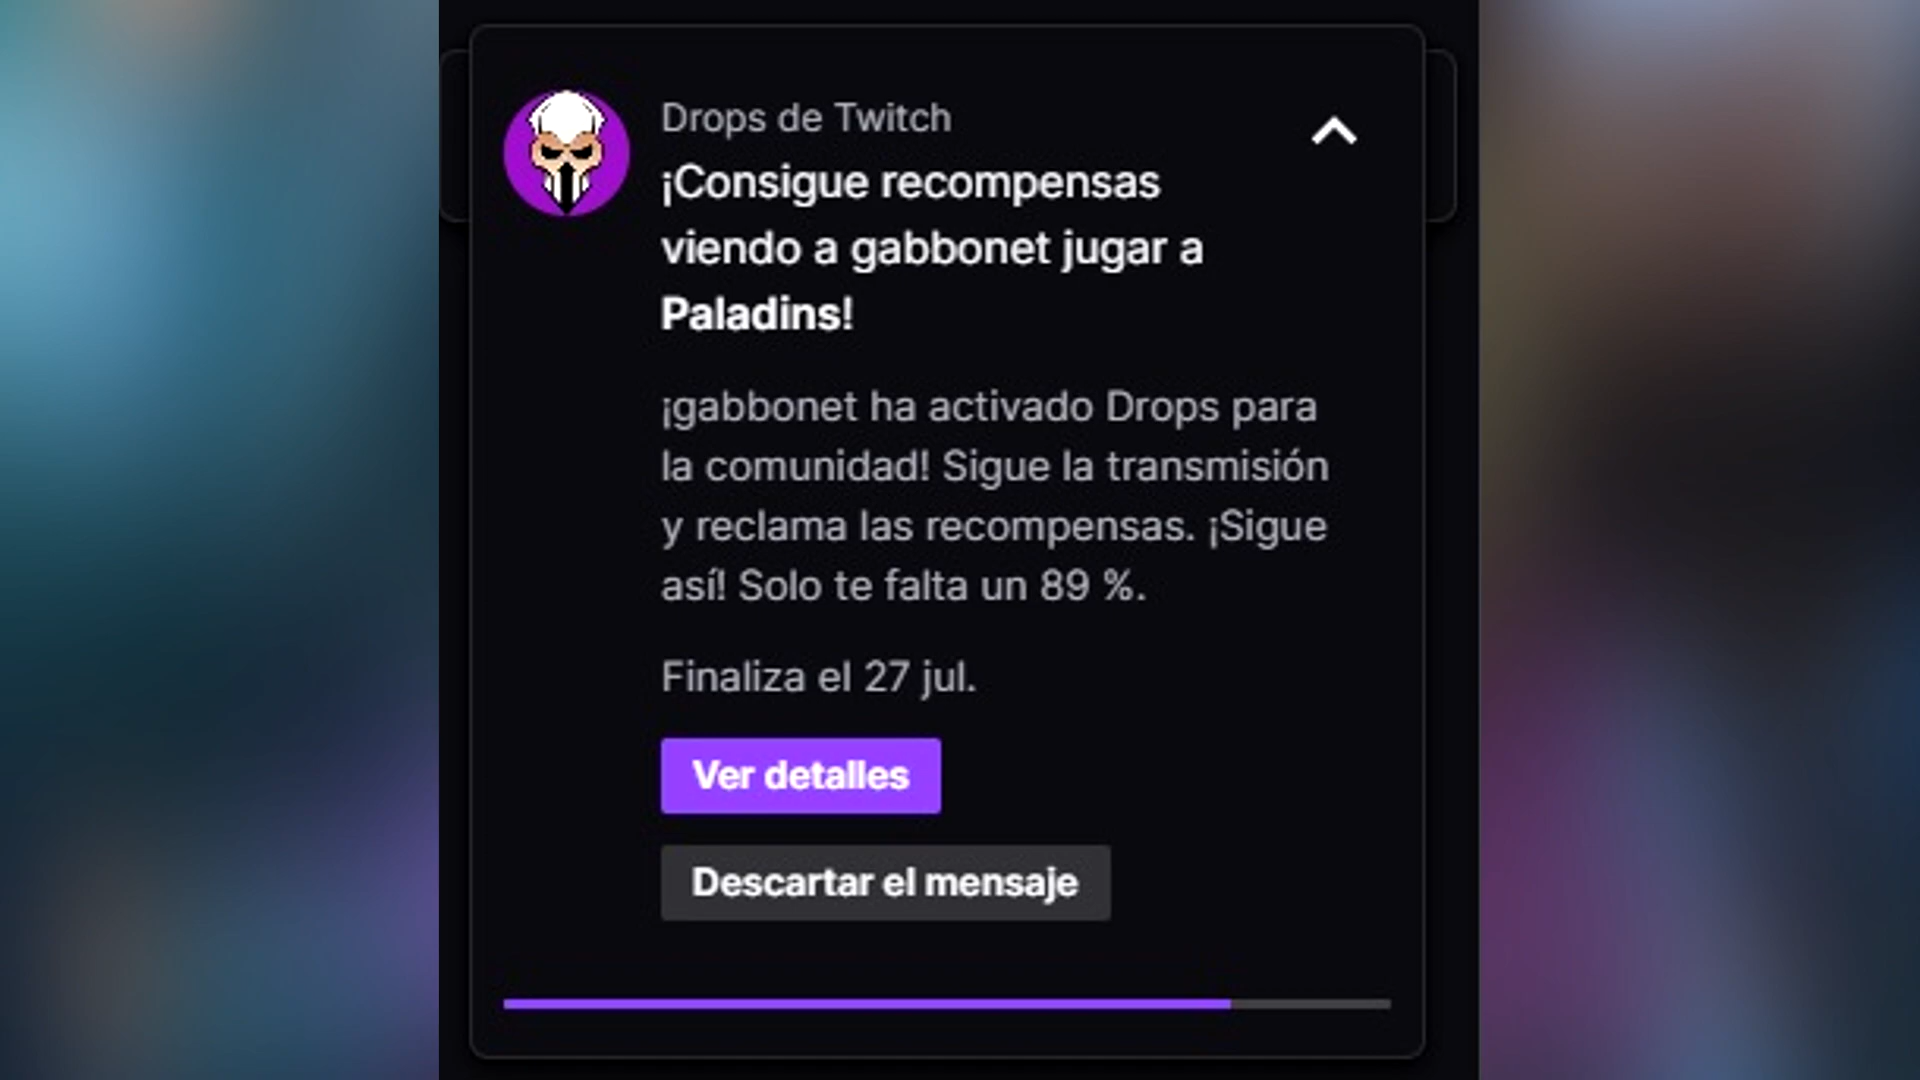 Drops de Twitch
¡Consigue recompensas
viendo a gabbonet jugar a
Paladins!
¡gabbonet ha activado Drops para
la comunidad! Sigue la transmisión
y reclama las recompensas. ¡Sigue
así! Solo te falta un 89 %.
Finaliza el 27 jul.
Ver detalles
Descartar el mensaje